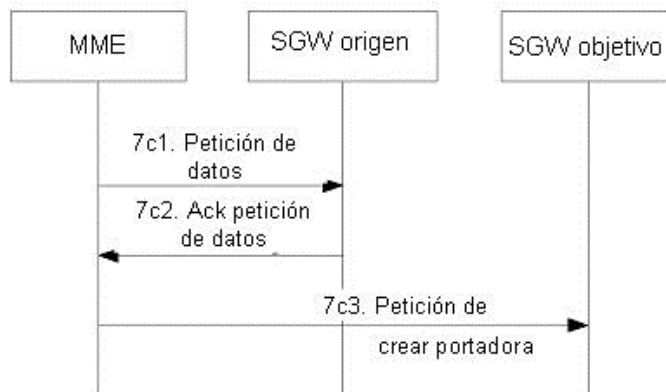 MME
SGW origen
SGW objetivo
7c1. Petición de
datos
7c2. Ack petición
de datos
7c3. Petición de
crear portadora